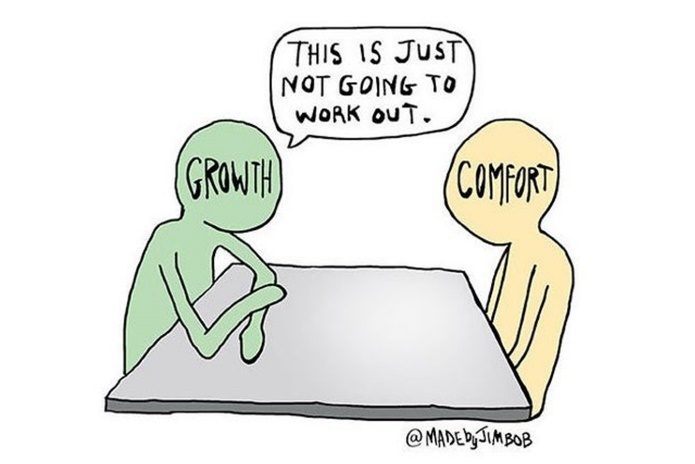 THIS IS JUST
NOT GOING TO
WORK OUT.
GROWTH
COMFORT
@MADEbyJIMBOB